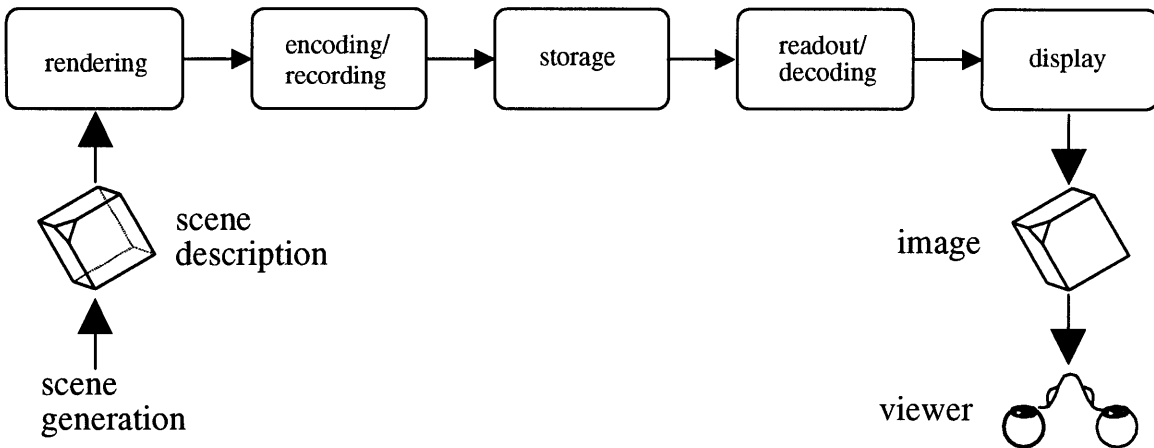 rendering
encoding/
recording
storage
readout/
decoding
display
scene
description
image
scene
generation
viewer